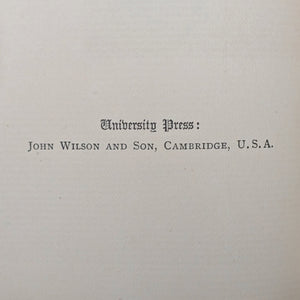 University Press:
John Wilson and Son, Cambridge, U.S.A.